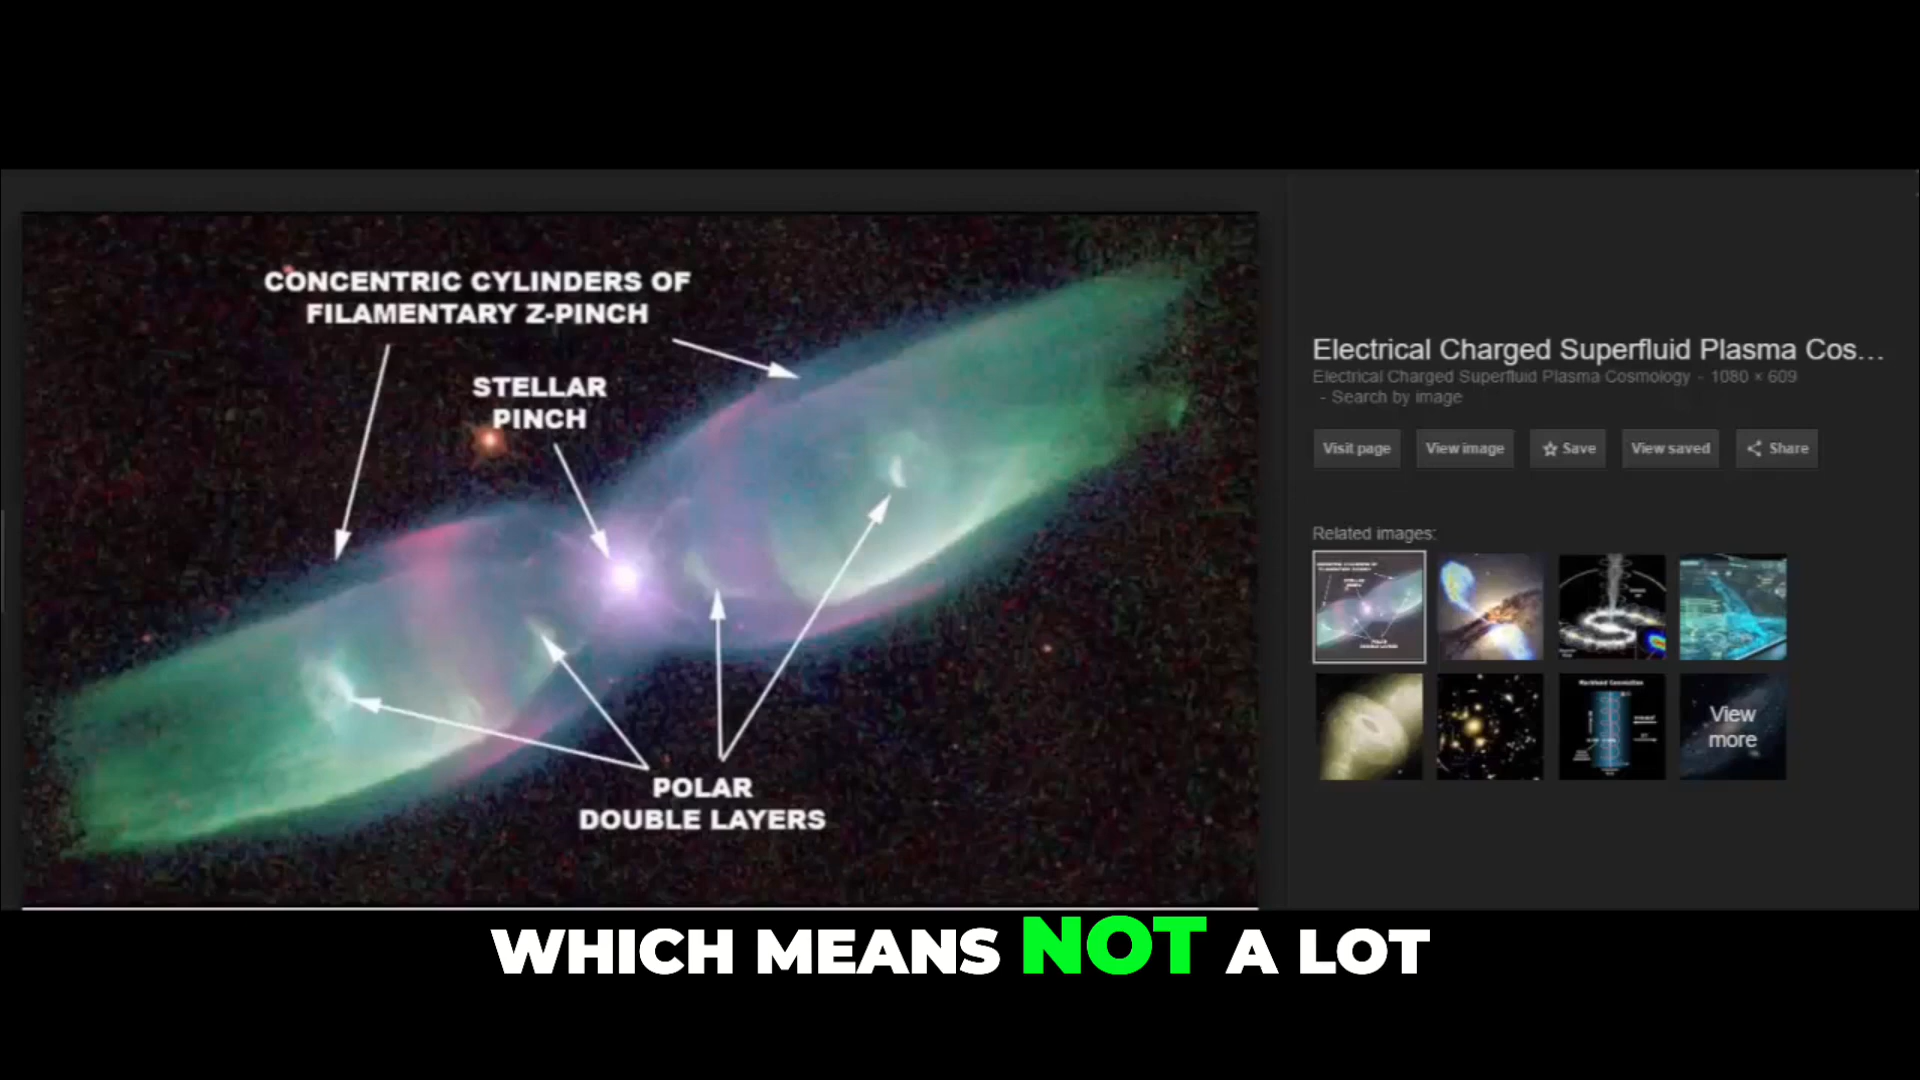 CONCENTRIC CYLINDERS OF
FILAMENTARY Z-PINCH
STELLAR
PINCH
POLAR
DOUBLE LAYERS
Electrical Charged Superfluid Plasma Cos...
Electrical Charged Superfluid Plasma Cosmology - 1080 × 609
- Search by image
Visit page
View image
Save
View saved
Share
Related images:
View
more
WHICH MEANS NOT A LOT